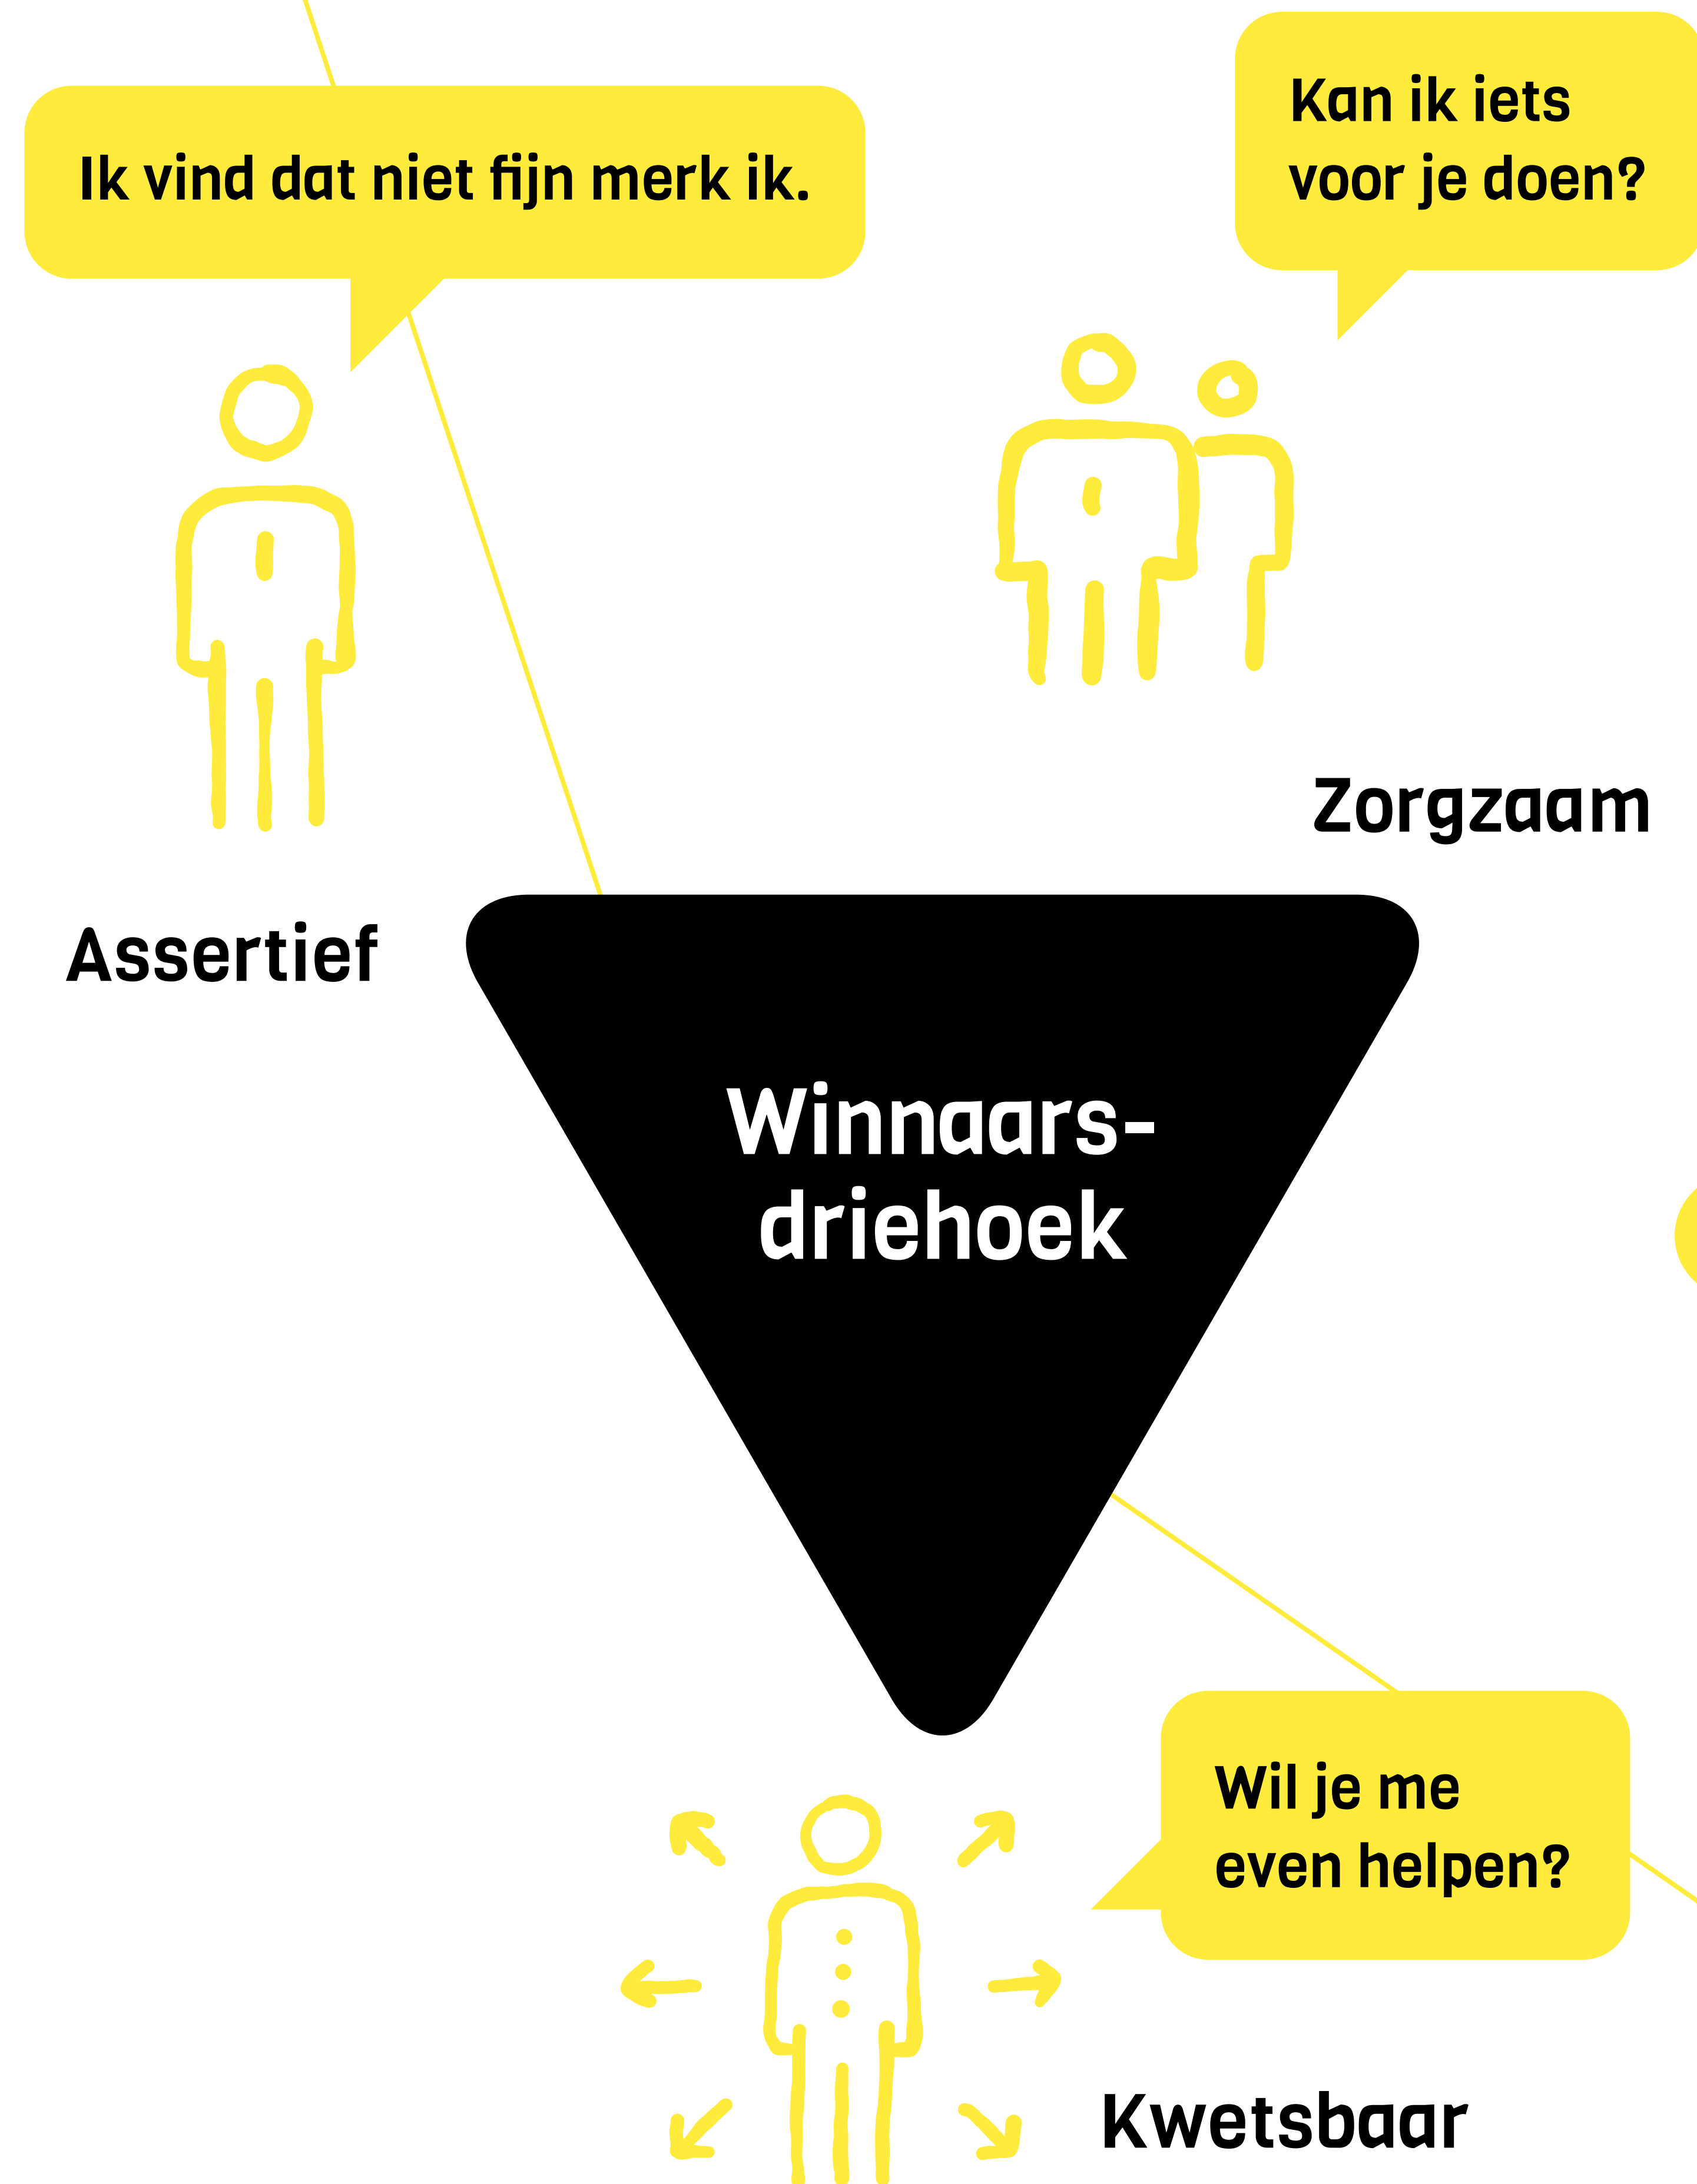 Ik vind dat niet fijn merk ik.
Kan ik iets
voor je doen?
Zorgzaam
Assertief
Winnaars-
driehoek
Wil je me
even helpen?
Kwetsbaar